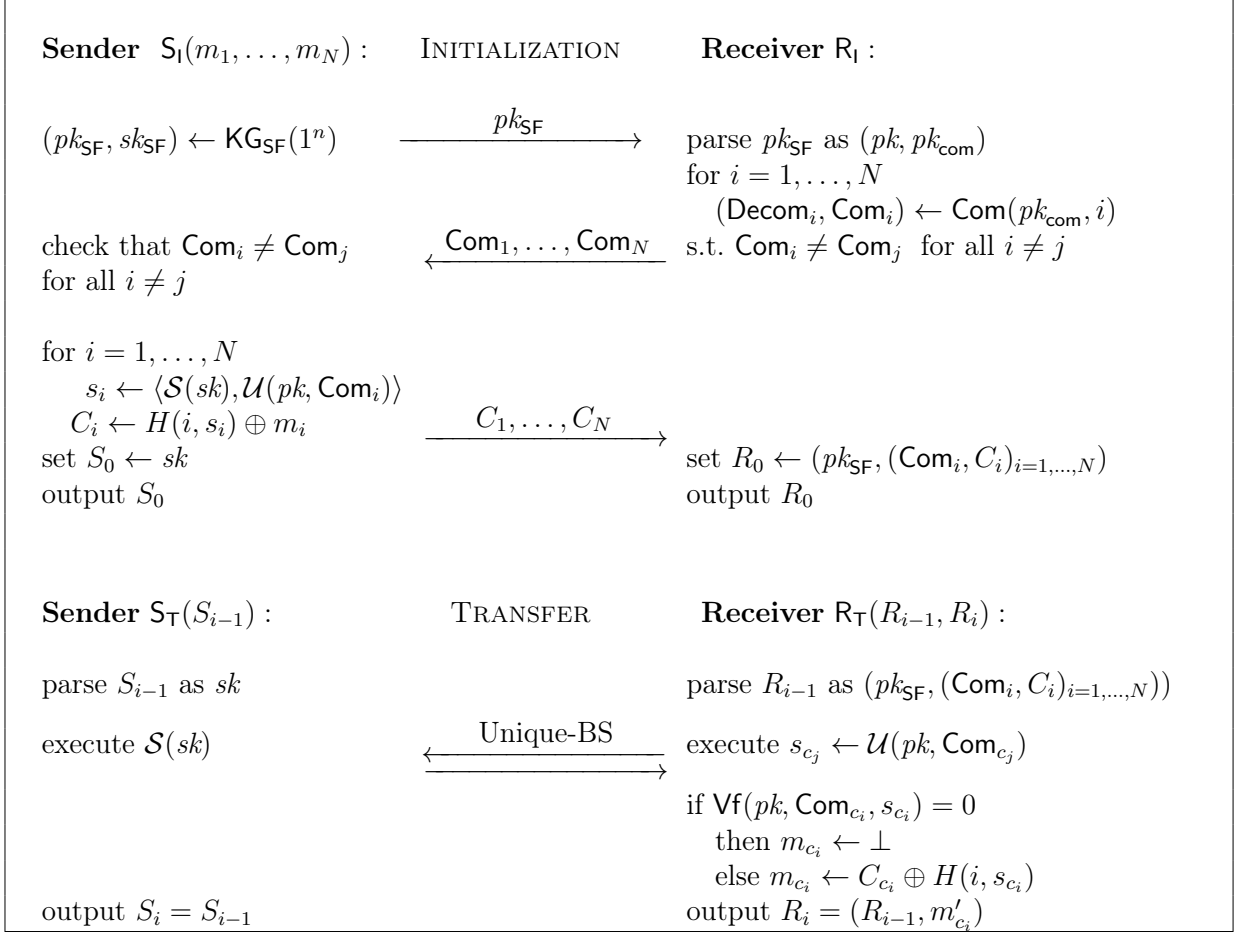 Sender S_I(m_1, . . . , m_N) : INITIALIZATION Receiver R_I :
(pk_SF, sk_SF) ← KG_SF(1^n) pk_SF parse pk_SF as (pk, pk_com)
for i = 1, . . . , N
(Decom_i, Com_i) ← Com(pk_com, i)
check that Com_i ≠ Com_j Com_1, . . . , Com_N s.t. Com_i ≠ Com_j for all i ≠ j
for all i ≠ j
for i = 1, . . . , N
s_i ← ⟨S(sk), U(pk, Com_i)⟩
C_i ← H(i, s_i) ⊕ m_i C_1, . . . , C_N
set S_0 ← sk set R_0 ← (pk_SF, (Com_i, C_i)_{i=1,...,N})
output S_0 output R_0
Sender S_T(S_{i−1}) : TRANSFER Receiver R_T(R_{i−1}, R_i) :
parse S_{i−1} as sk parse R_{i−1} as (pk_SF, (Com_i, C_i)_{i=1,...,N}))
execute S(sk) Unique-BS execute s_{c_j} ← U(pk, Com_{c_j})
if Vf(pk, Com_{c_i}, s_{c_i}) = 0
then m_{c_i} ← ⊥
else m_{c_i} ← C_{c_i} ⊕ H(i, s_{c_i})
output S_i = S_{i−1} output R_i = (R_{i−1}, m′_{c_i})